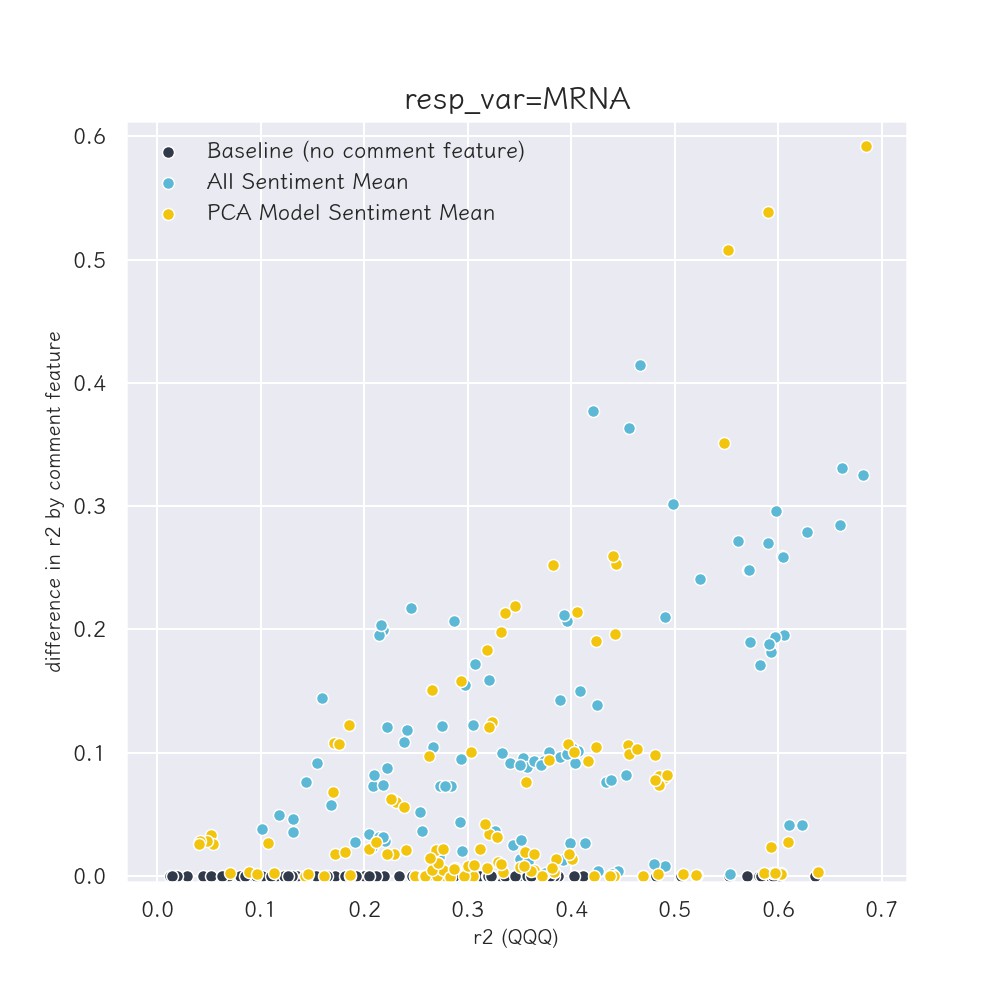 resp_var=MRNA
Baseline (no comment feature)
All Sentiment Mean
PCA Model Sentiment Mean
difference in r2 by comment feature
0.6
0.5
0.4
0.3
0.2
0.1
0.0
0.0 0.1 0.2 0.3 0.4 0.5 0.6 0.7
r2 (QQQ)